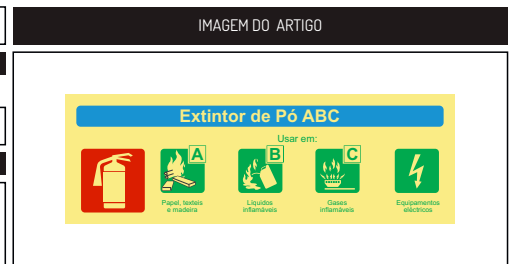 IMAGEM DO ARTIGO
Extintor de Pó ABC
Usar em:
A
B
C
Papel, texteis
e madeira
Líquidos
inflamáveis
Gases
inflamáveis
Equipamentos
eléctricos